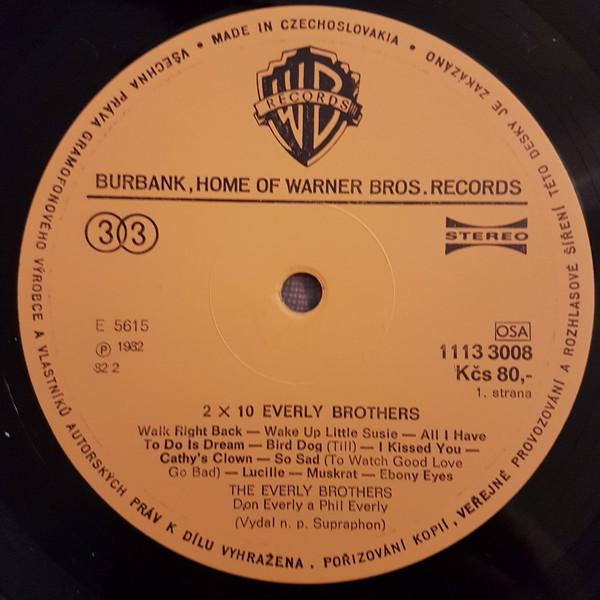 • MADE IN CZECHOSLOVAKIA •
VŠECHNA PRÁVA GRAMOFONOVÉHO VÝROBCE A VLASTNÍKŮ AUTORSKÝCH PRÁV K DÍLU VYHRAŽENA. POŘIZOVÁNÍ KOPIÍ, VEŘEJNÉ PROVOZOVÁNÍ A ROZHLASOVÉ ŠÍŘENÍ TÉTO DESKY JE ZAKÁZÁNO
WB
RECORDS
BURBANK, HOME OF WARNER BROS. RECORDS
33
STEREO
E 5615
Ⓟ 1982
82 2
OSA
1113 3008
Kčs 80,-
1. strana
2 × 10 EVERLY BROTHERS
Walk Right Back — Wake Up Little Susie — All I Have
To Do Is Dream — Bird Dog (Till) — I Kissed You —
Cathy's Clown — So Sad (To Watch Good Love
Go Bad) — Lucille — Muskrat — Ebony Eyes
THE EVERLY BROTHERS
Don Everly a Phil Everly
(Vydal n. p. Supraphon)